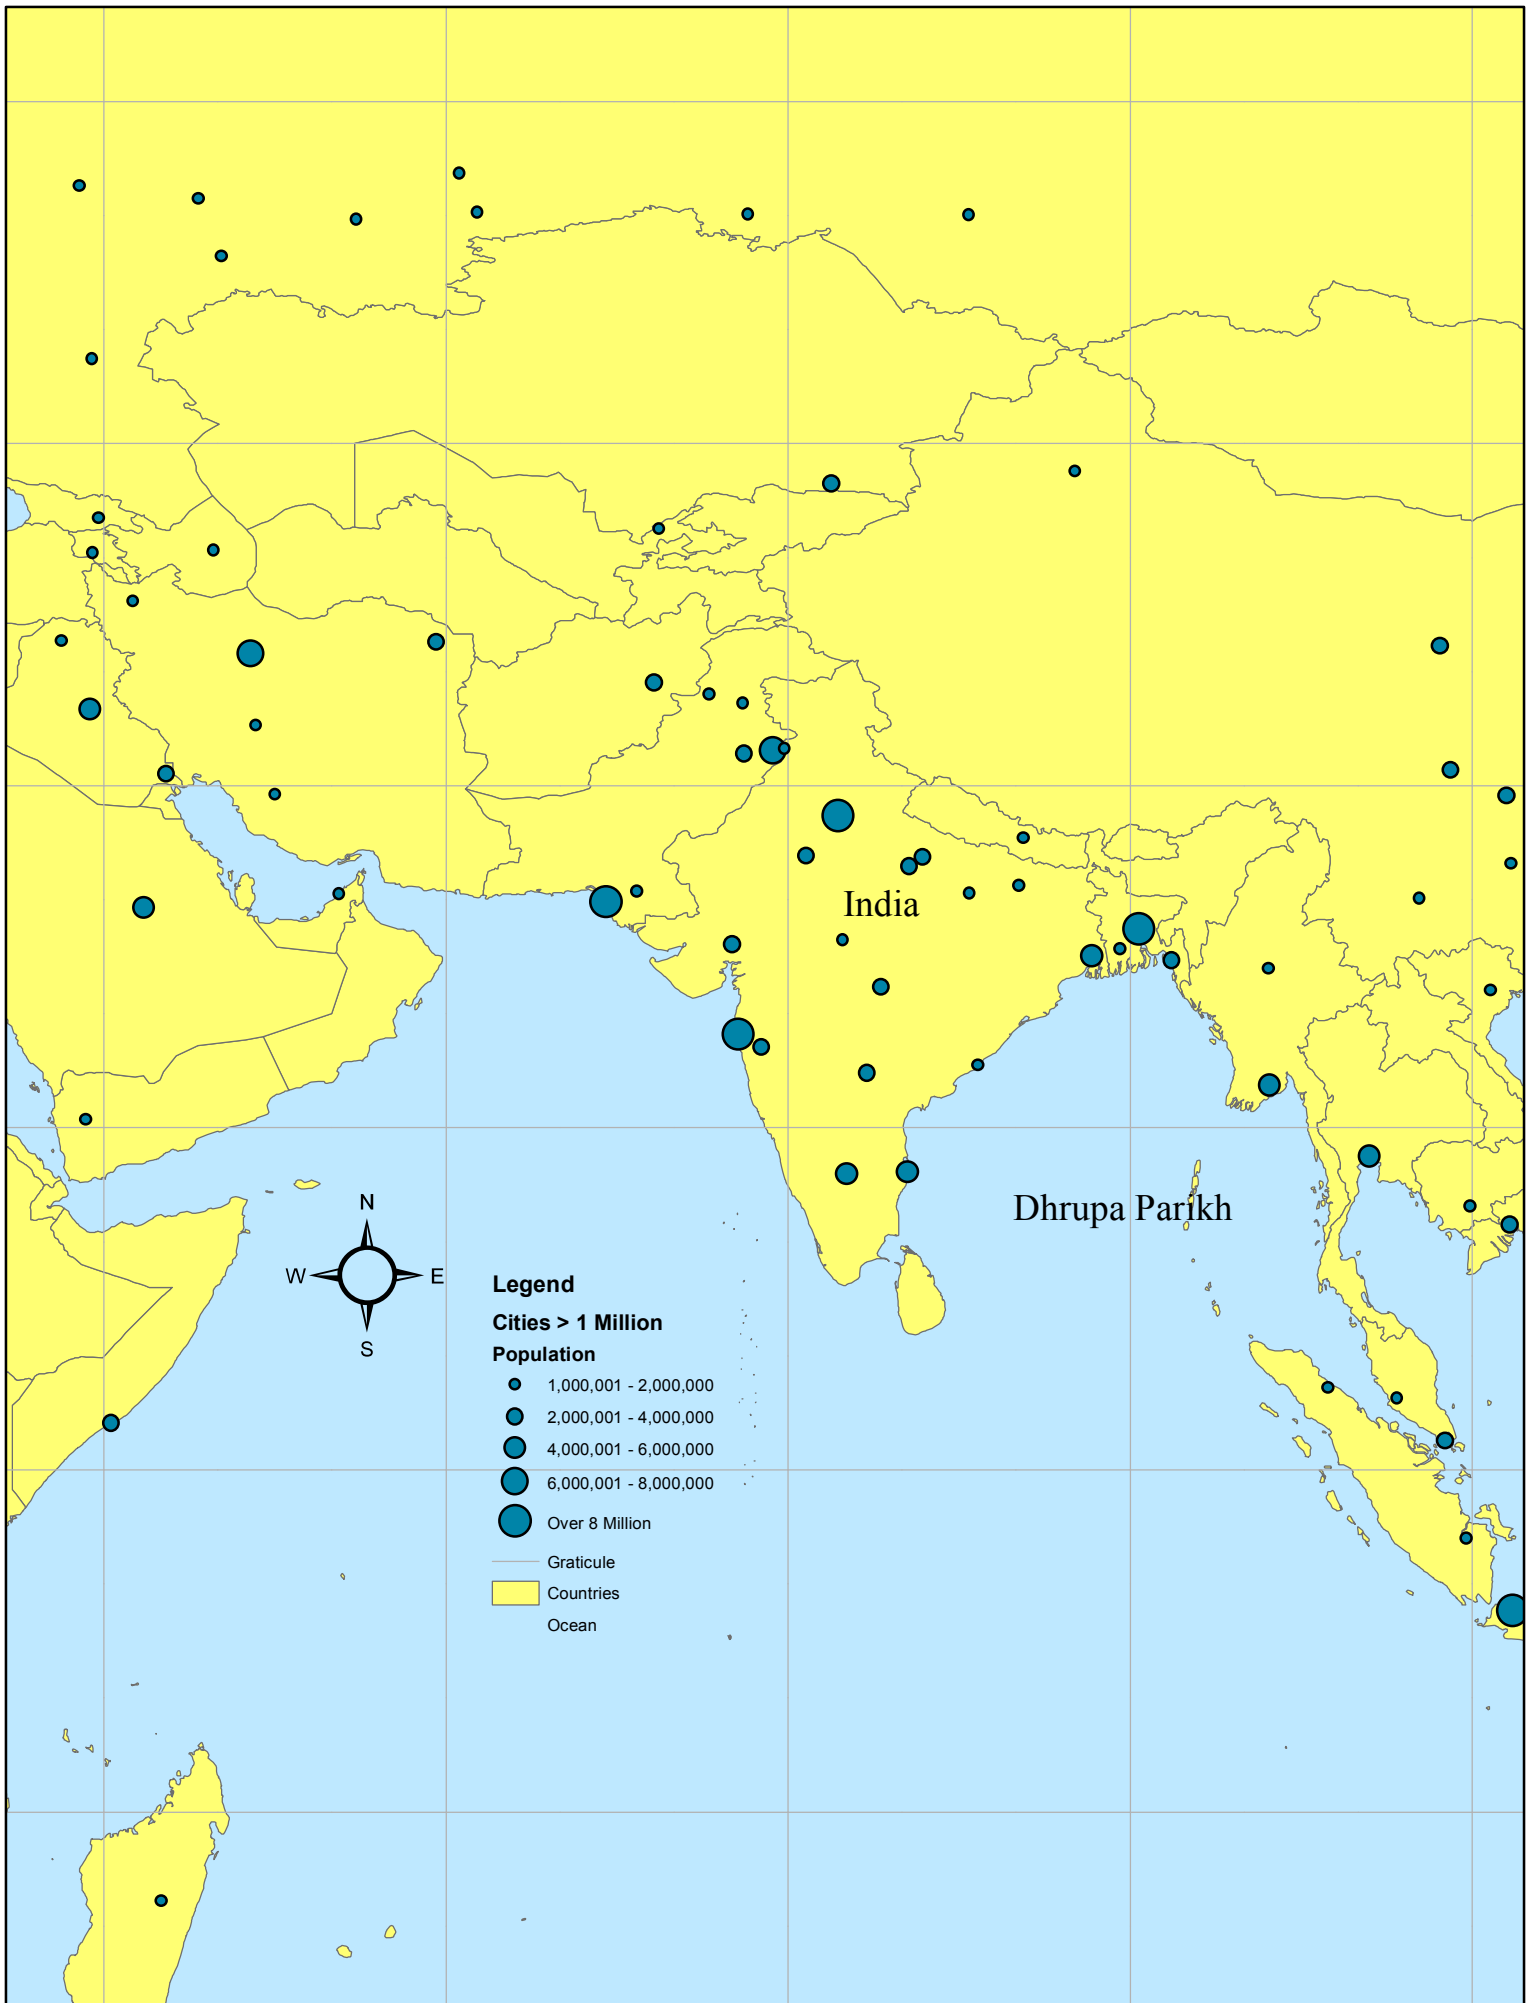 India
Dhrupa Parikh
N
W E
S
Legend
Cities > 1 Million
Population
1,000,001 - 2,000,000
2,000,001 - 4,000,000
4,000,001 - 6,000,000
6,000,001 - 8,000,000
Over 8 Million
Graticule
Countries
Ocean